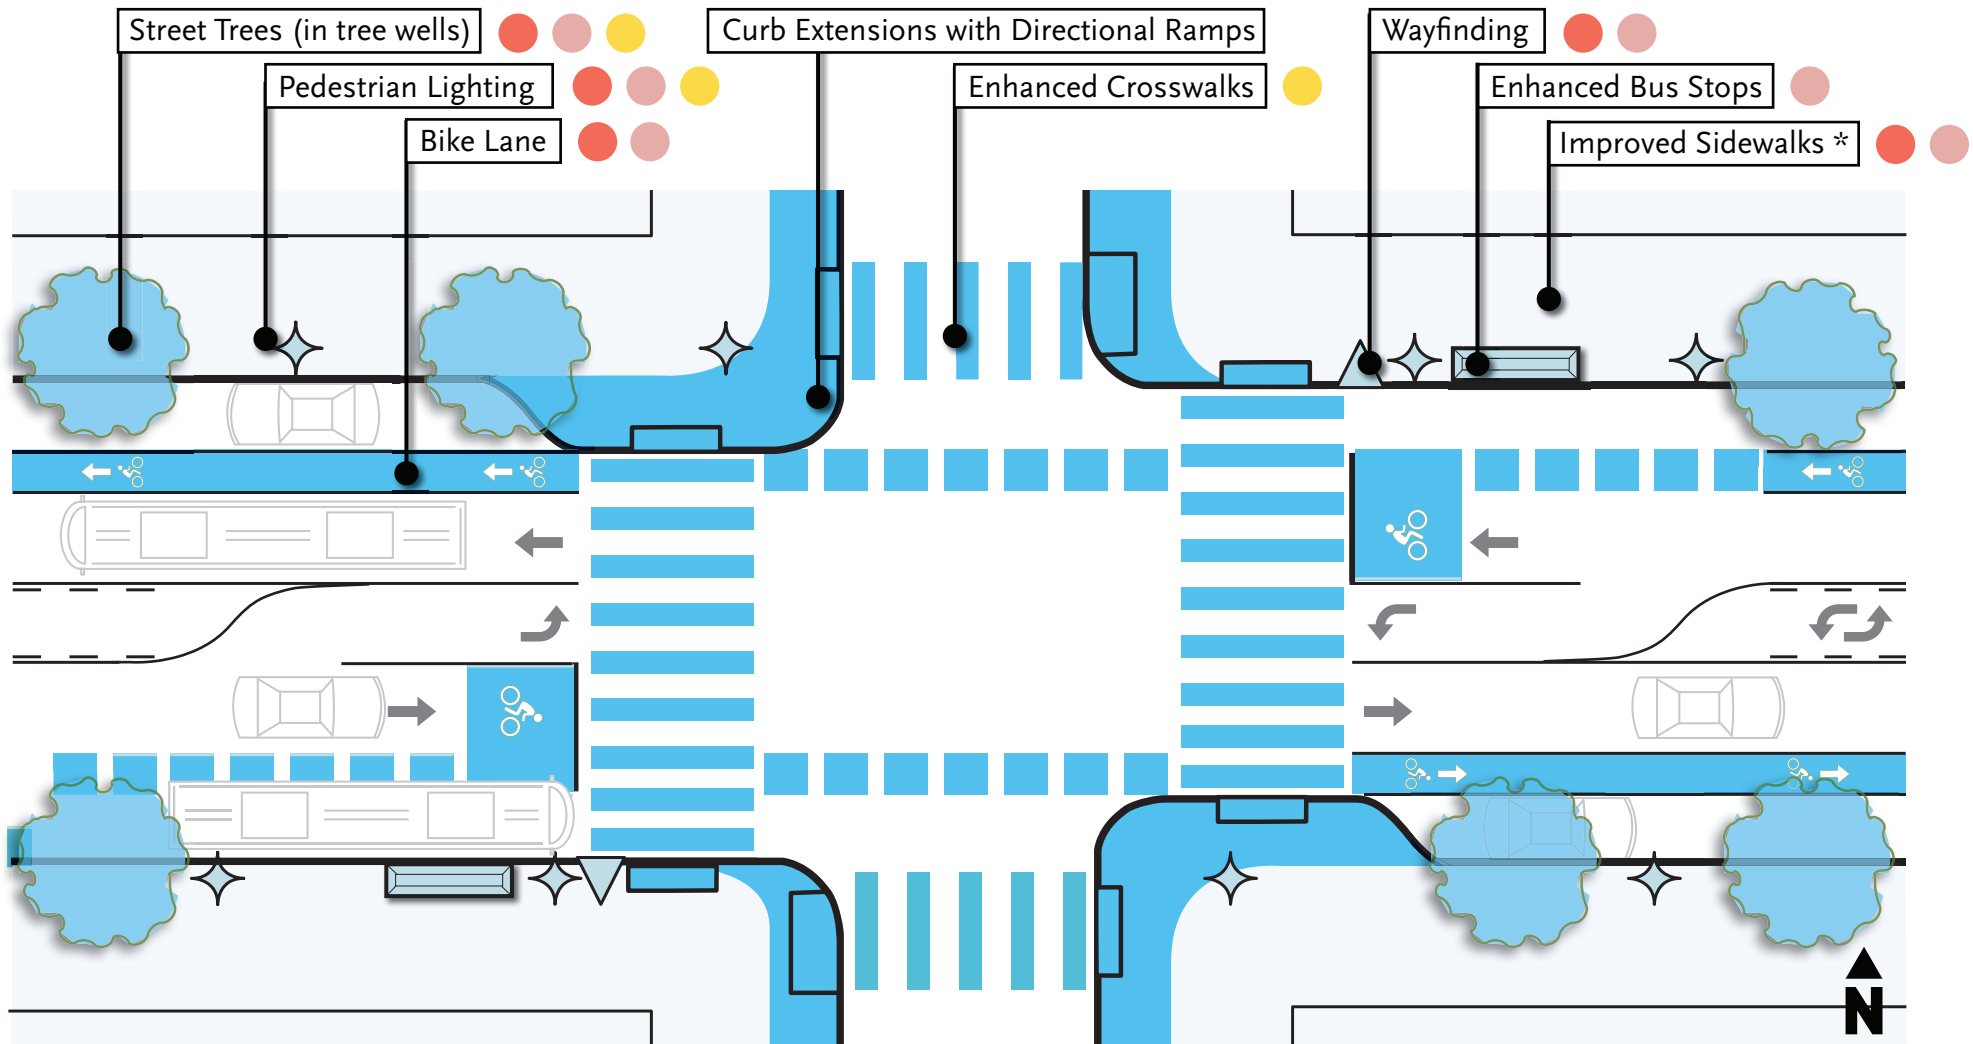 Street Trees (in tree wells)
Curb Extensions with Directional Ramps
Wayfinding
Pedestrian Lighting
Enhanced Crosswalks
Enhanced Bus Stops
Bike Lane
Improved Sidewalks *
N